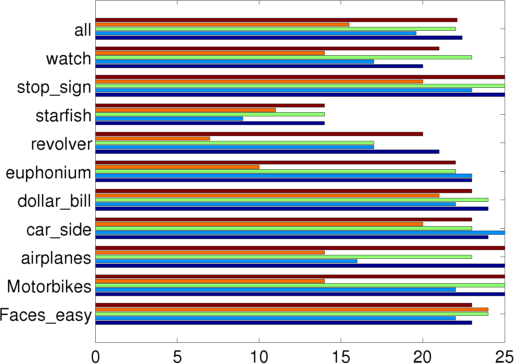 all
watch
stop_sign
starfish
revolver
euphonium
dollar_bill
car_side
airplanes
Motorbikes
Faces_easy
0 5 10 15 20 25